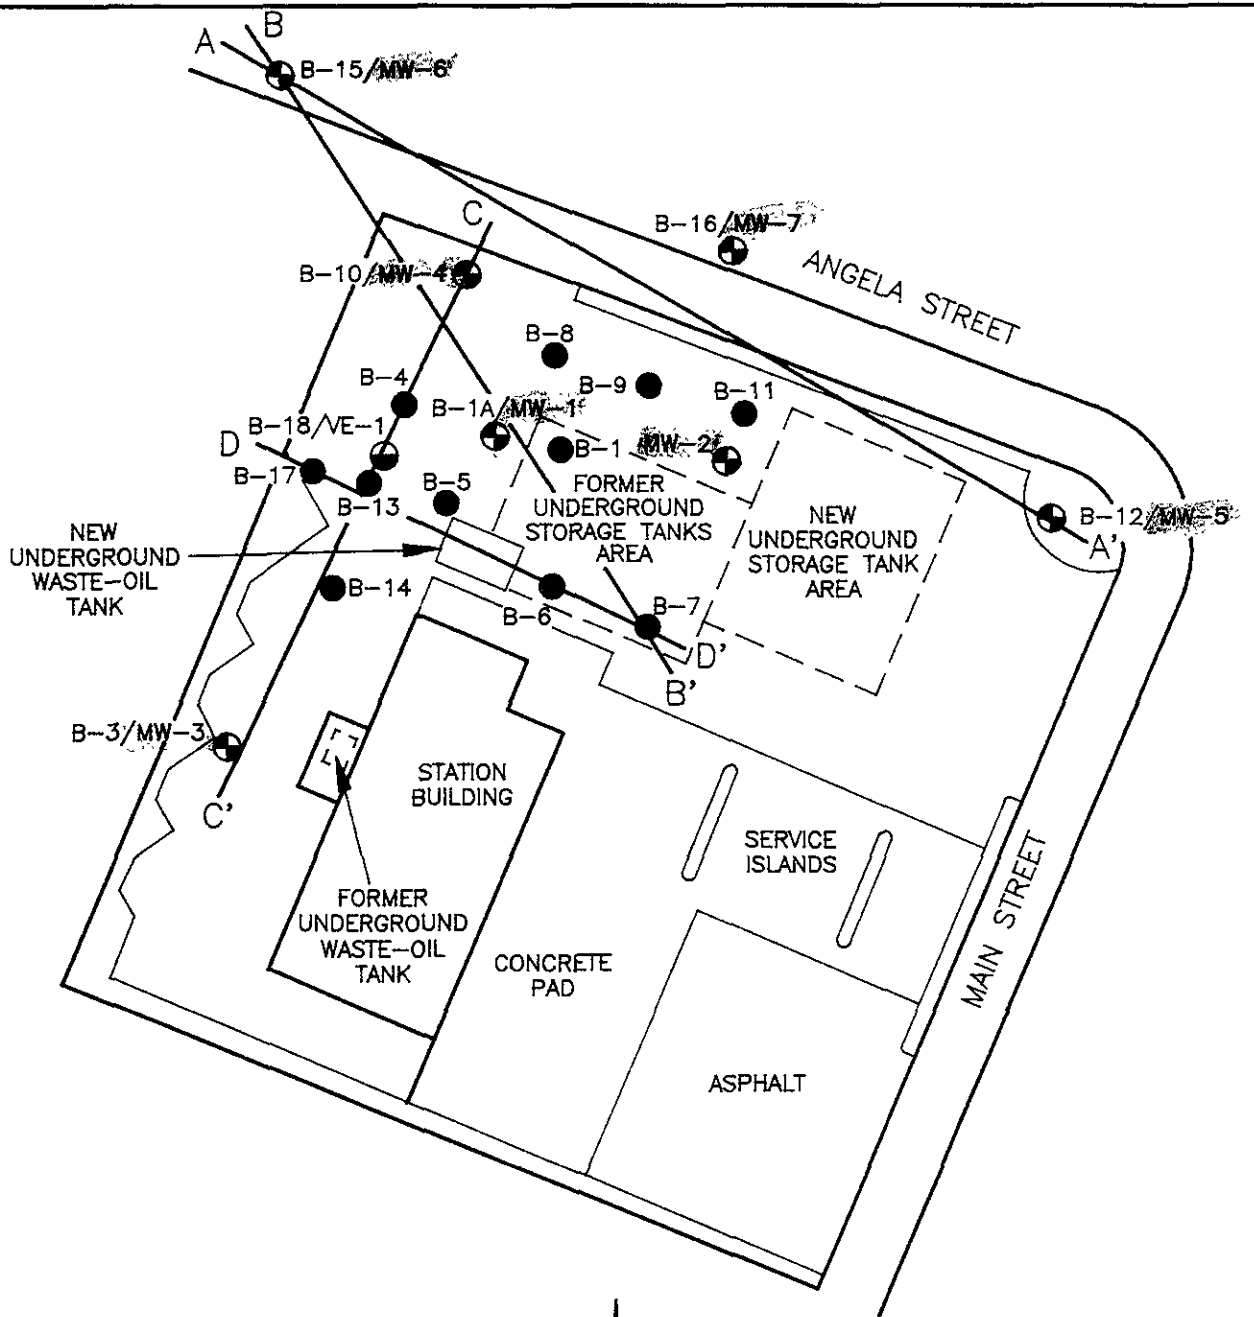 B
A
B-15/MW-6
C
B-16/MW-7
ANGELA STREET
B-10/MW-4
B-8
B-4
B-9
B-11
B-1A/MW-1
B-18/VE-1
D
MW-2
B-1
B-17
B-5
B-13
FORMER
UNDERGROUND
STORAGE TANKS
AREA
NEW
UNDERGROUND
STORAGE TANK
AREA
B-12/MW-5
A'
NEW
UNDERGROUND
WASTE-OIL
TANK
B-14
B-6
B-7
D'
B'
B-3/MW-3
C'
STATION
BUILDING
SERVICE
ISLANDS
MAIN STREET
FORMER
UNDERGROUND
WASTE-OIL
TANK
CONCRETE
PAD
ASPHALT